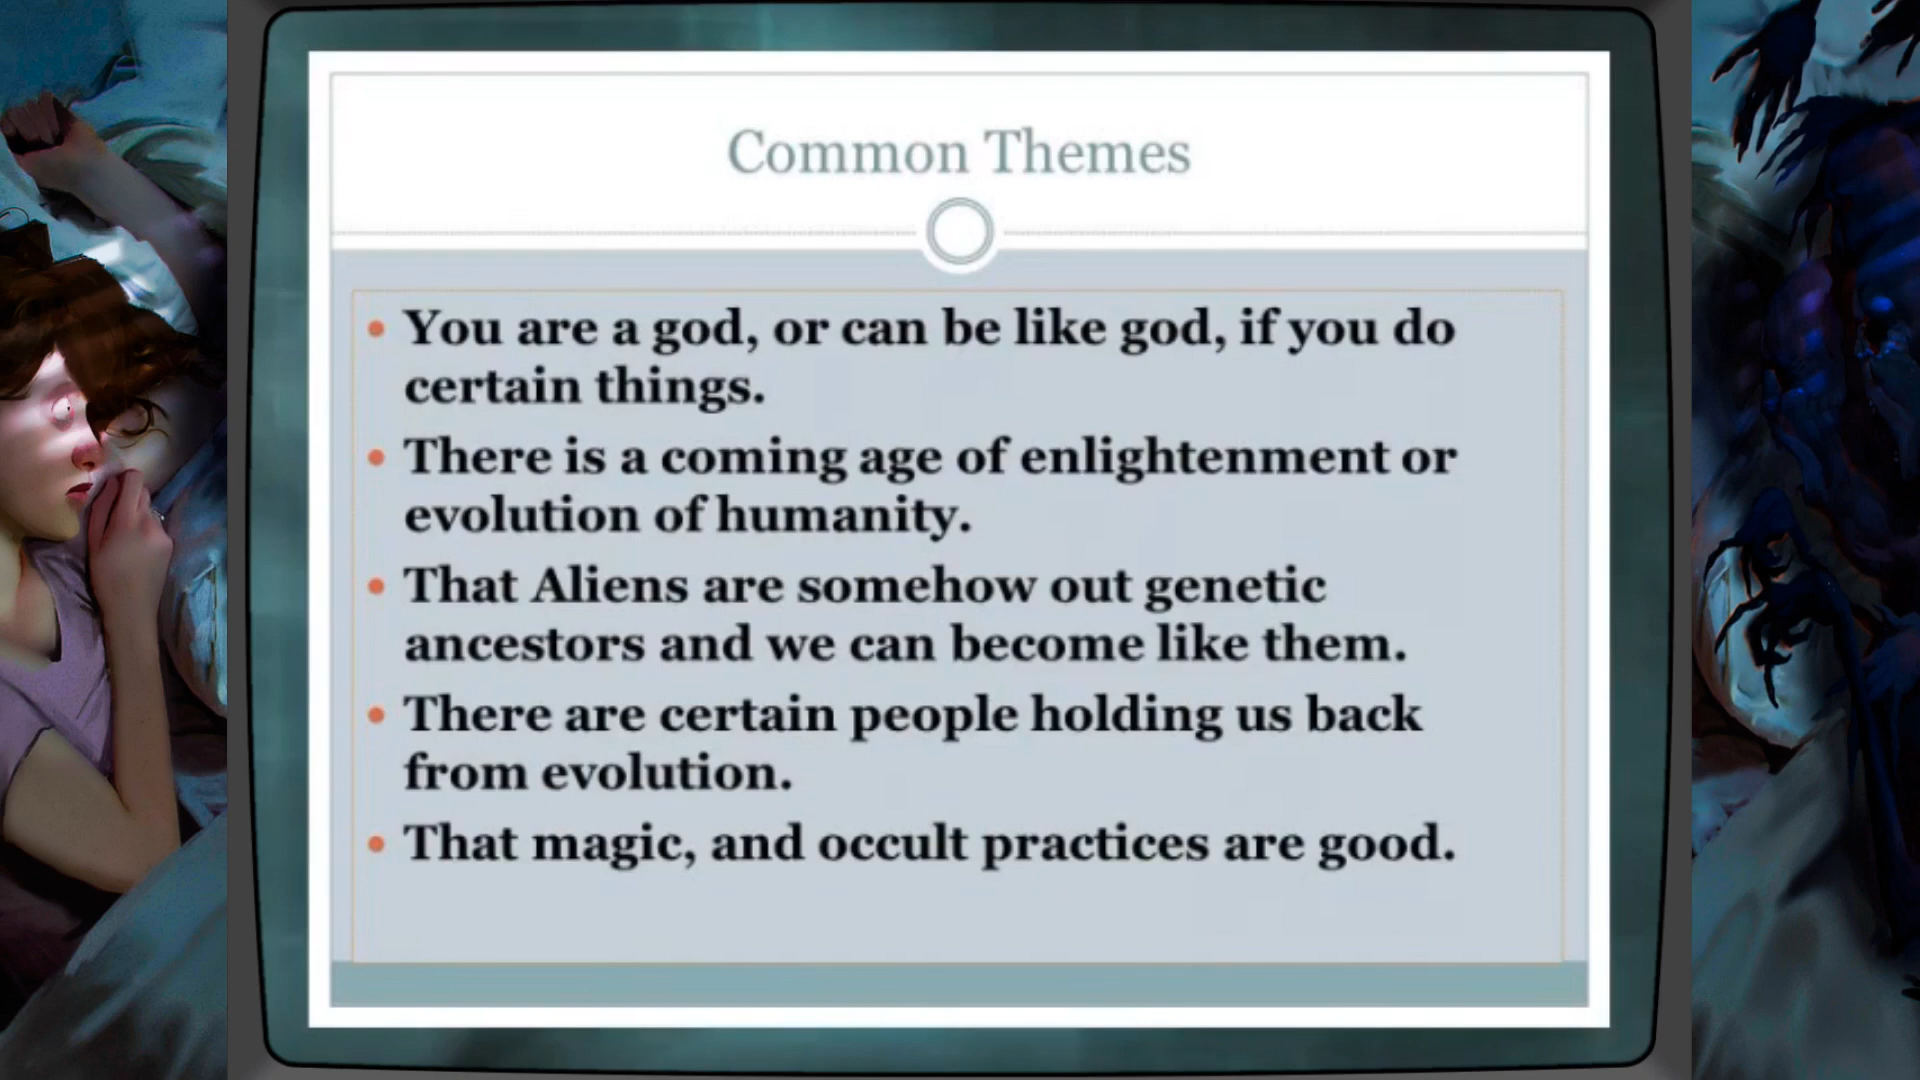 Common Themes
• You are a god, or can be like god, if you do
certain things.
• There is a coming age of enlightenment or
evolution of humanity.
• That Aliens are somehow out genetic
ancestors and we can become like them.
• There are certain people holding us back
from evolution.
• That magic, and occult practices are good.